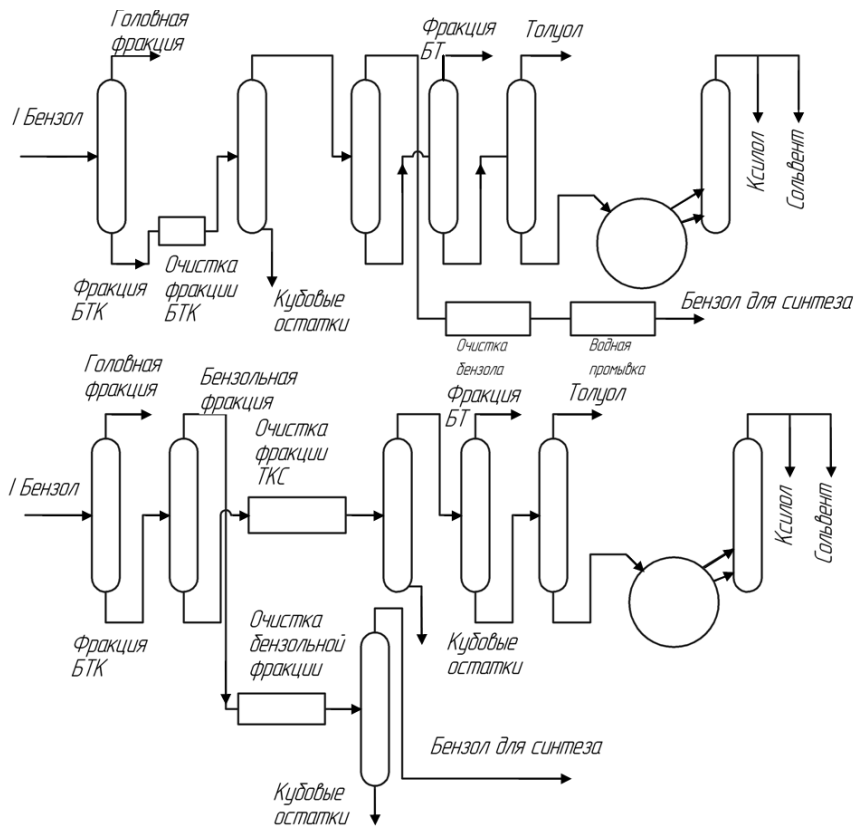 Головная
фракция
Фракция
БТ
Толуол
I Бензол
Ксилол
Сольвент
Фракция
БТК
Очистка
фракции
БТК
Кубовые
остатки
Бензол для синтеза
Очистка
бензола
Водная
промывка
Головная
фракция
Бензольная
фракция
Фракция
БТ
Толуол
Очистка
фракции
ТКС
I Бензол
Ксилол
Сольвент
Фракция
БТК
Очистка
бензольной
фракции
Кубовые
остатки
Бензол для синтеза
Кубовые
остатки